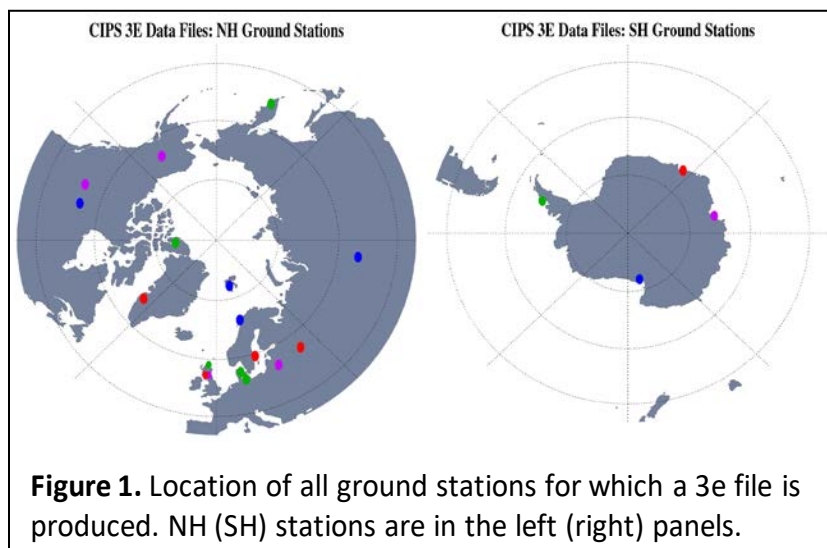 CIPS 3E Data Files: NH Ground Stations
CIPS 3E Data Files: SH Ground Stations
Figure 1. Location of all ground stations for which a 3e file is
produced. NH (SH) stations are in the left (right) panels.